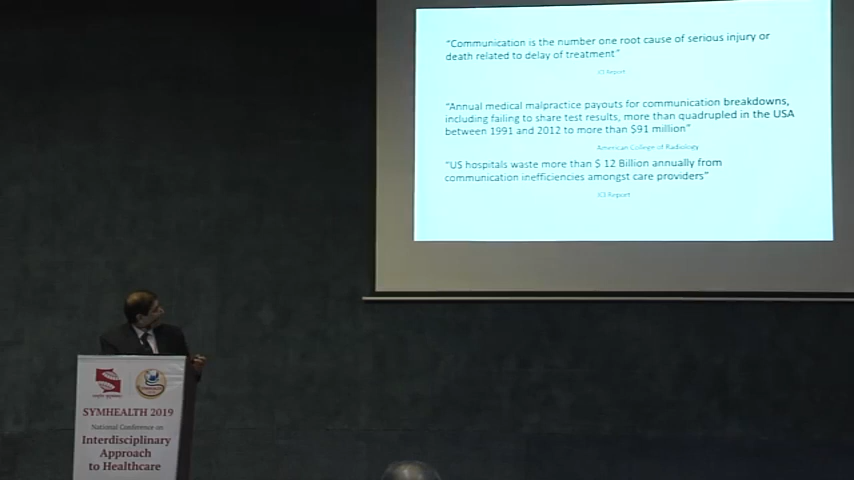 “Communication is the number one root cause of serious injury or
death related to delay of treatment”
ICS Report
“Annual medical malpractice payouts for communication breakdowns,
including failing to share test results, more than quadrupled in the USA
between 1991 and 2012 to more than $91 million”
American College of Radiology
“US hospitals waste more than $ 12 Billion annually from
communication inefficiencies amongst care providers”
ICS Report
SYMHEALTH 2019
National Conference on
Interdisciplinary
Approach
to Healthcare